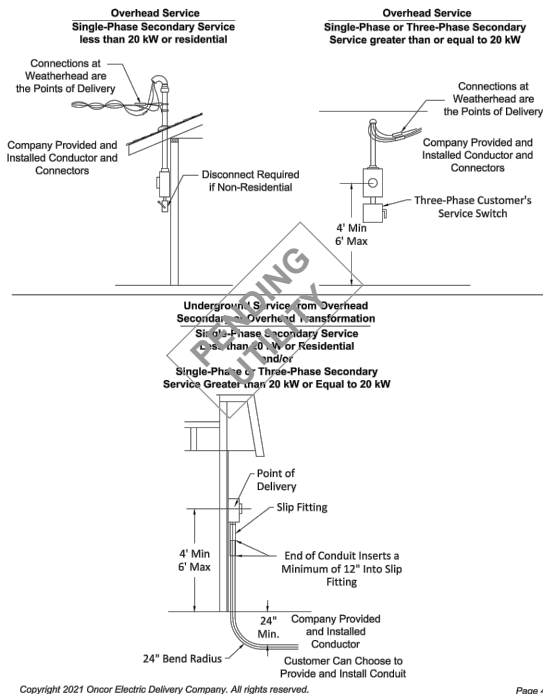 Overhead Service
Single-Phase Secondary Service
less than 20 kW or residential
Connections at
Weatherhead are
the Points of Delivery
Company Provided and
Installed Conductor and
Connectors
Disconnect Required
if Non-Residential
Overhead Service
Single-Phase or Three-Phase Secondary
Service greater than or equal to 20 kW
Connections at
Weatherhead are
the Points of Delivery
Company Provided and
Installed Conductor and
Connectors
Three-Phase Customer's
Service Switch
4' Min
6' Max
PENDING
UTILITY
Underground Service from Overhead
Secondary or Overhead Transformation
Single-Phase Secondary Service
Less than 20 kW or Residential
and/or
Single-Phase or Three-Phase Secondary
Service Greater than 20 kW or Equal to 20 kW
Point of
Delivery
Slip Fitting
4' Min
6' Max
End of Conduit Inserts a
Minimum of 12" Into Slip
Fitting
24"
Min.
Company Provided
and Installed
Conductor
24" Bend Radius
Customer Can Choose to
Provide and Install Conduit
Copyright 2021 Oncor Electric Delivery Company. All rights reserved.
Page 4